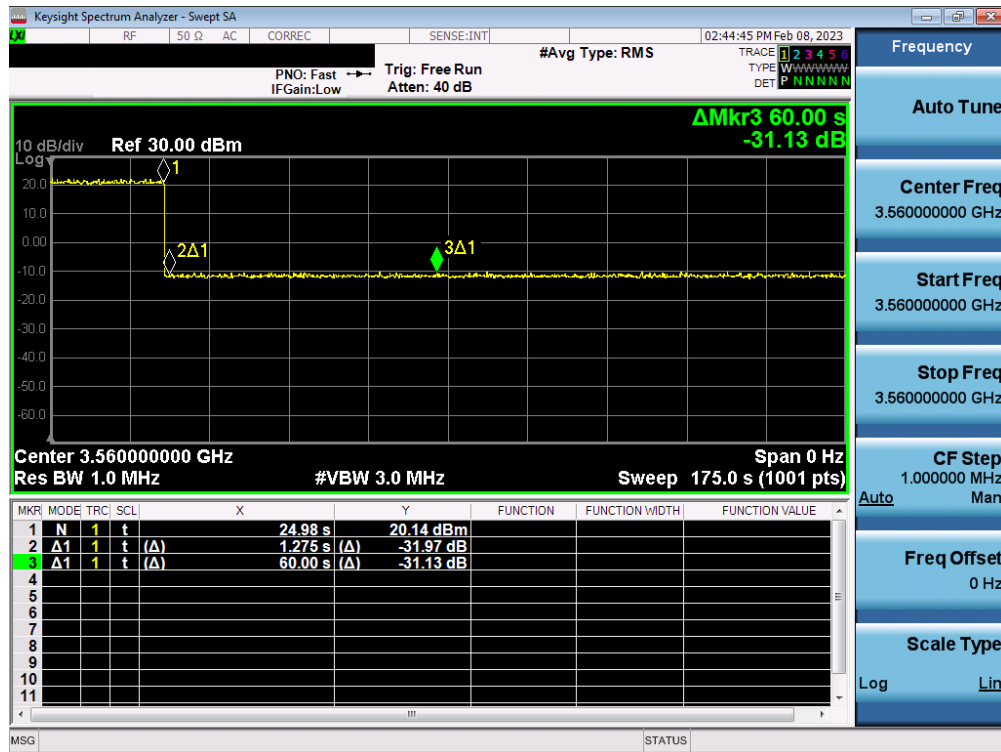 Keysight Spectrum Analyzer - Swept SA
LXI RF 50 Ω AC CORREC SENSE:INT 02:44:45 PM Feb 08, 2023
#Avg Type: RMS
TRACE 1 2 3 4 5 6
TYPE WWWWWW
DET P N N N N N
PNO: Fast
IFGain:Low
Trig: Free Run
Atten: 40 dB
ΔMkr3 60.00 s
-31.13 dB
10 dB/div Ref 30.00 dBm
Log
1
20.0
10.0
0.00
2Δ1
3Δ1
-10.0
-20.0
-30.0
-40.0
-50.0
-60.0
Center 3.560000000 GHz Span 0 Hz
Res BW 1.0 MHz #VBW 3.0 MHz Sweep 175.0 s (1001 pts)
MKR MODE TRC SCL X Y FUNCTION FUNCTION WIDTH FUNCTION VALUE
1 N 1 t 24.98 s 20.14 dBm
2 Δ1 1 t (Δ) 1.275 s (Δ) -31.97 dB
3 Δ1 1 t (Δ) 60.00 s (Δ) -31.13 dB
4
5
6
7
8
9
10
11
MSG STATUS
Frequency
Auto Tune
Center Freq
3.560000000 GHz
Start Freq
3.560000000 GHz
Stop Freq
3.560000000 GHz
CF Step
1.000000 MHz
Auto Man
Freq Offset
0 Hz
Scale Type
Log Lin